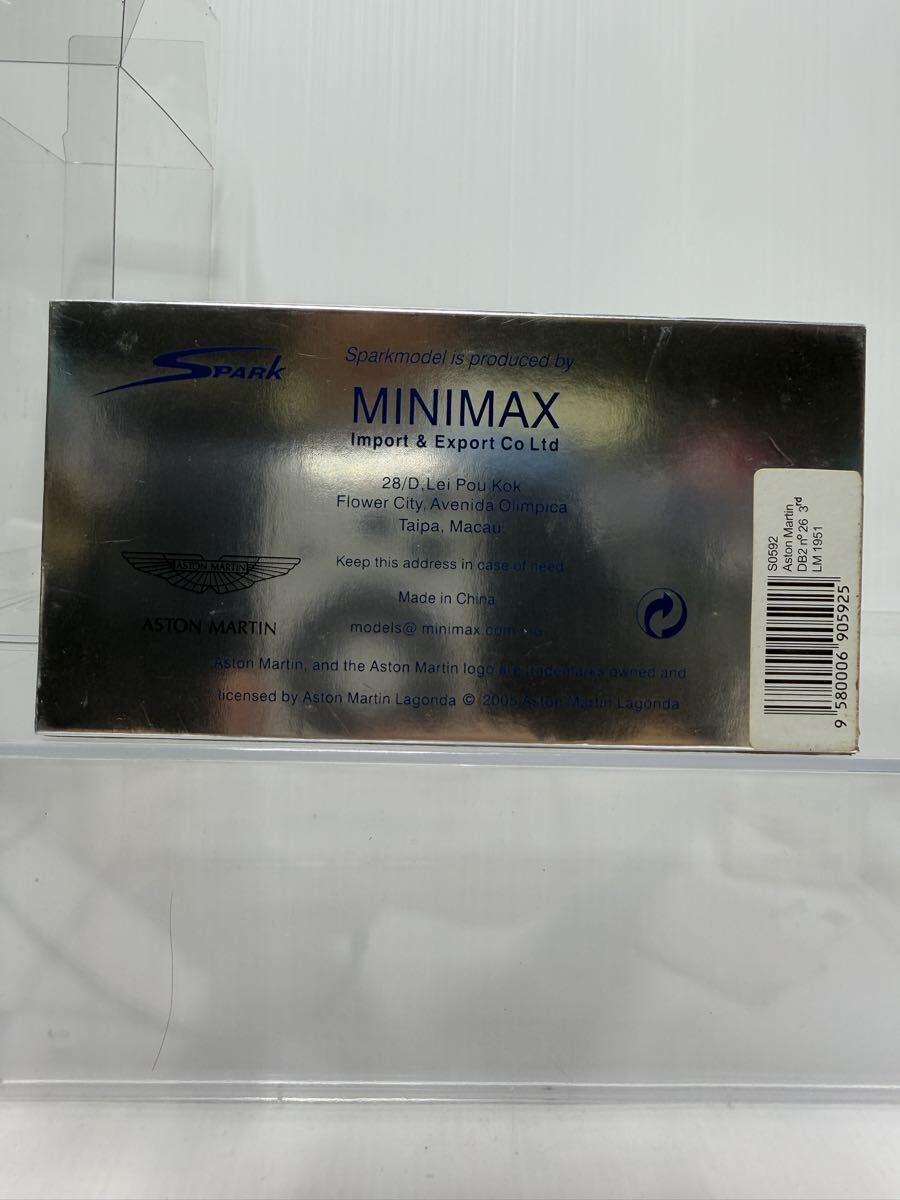 SPARK
Sparkmodel is produced by
MINIMAX
Import & Export Co Ltd
28/D, Lei Pou Kok
Flower City, Avenida Olimpica
Taipa, Macau
Keep this address in case of need
Made in China
models@minimax.com
ASTON MARTIN
ASTON MARTIN
Aston Martin, and the Aston Martin logo are trademarks owned and
licensed by Aston Martin Lagonda © 2005 Aston Martin Lagonda
S0592
Aston Martin
DB2 nº26 3rd
LM 1951
9 580006 905925